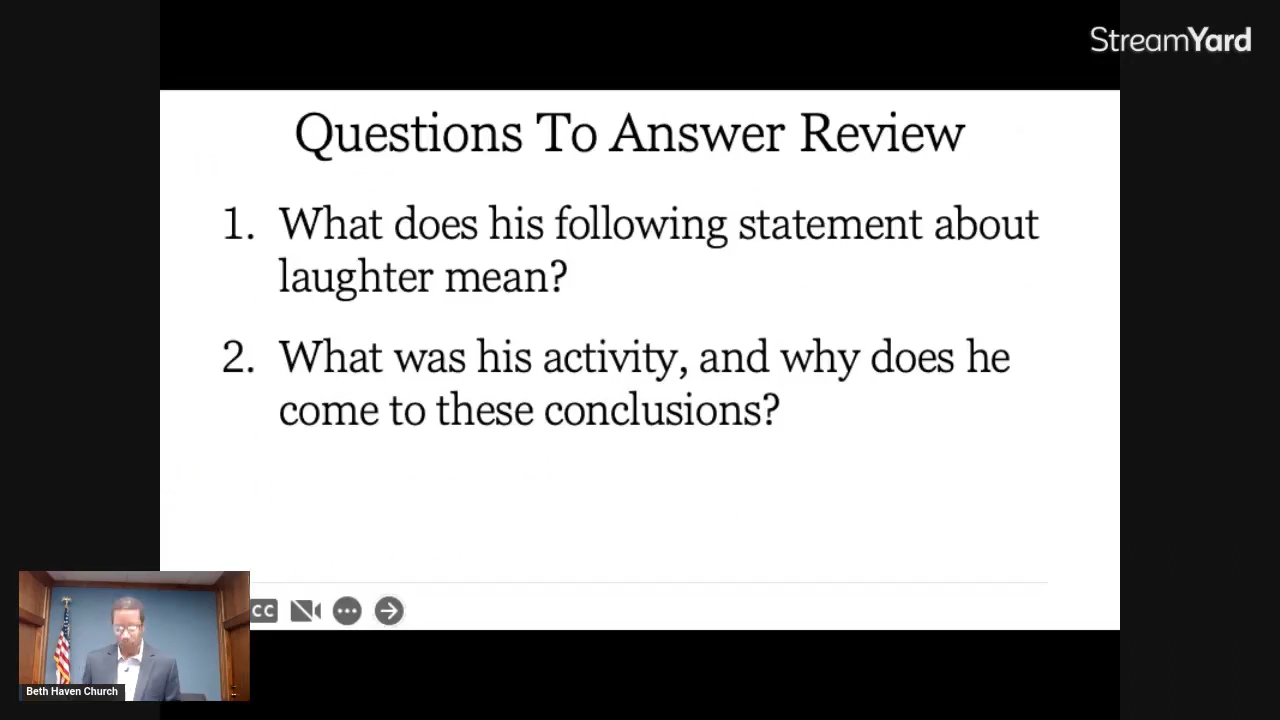 StreamYard
Questions To Answer Review
1. What does his following statement about
laughter mean?
2. What was his activity, and why does he
come to these conclusions?
CC
Beth Haven Church